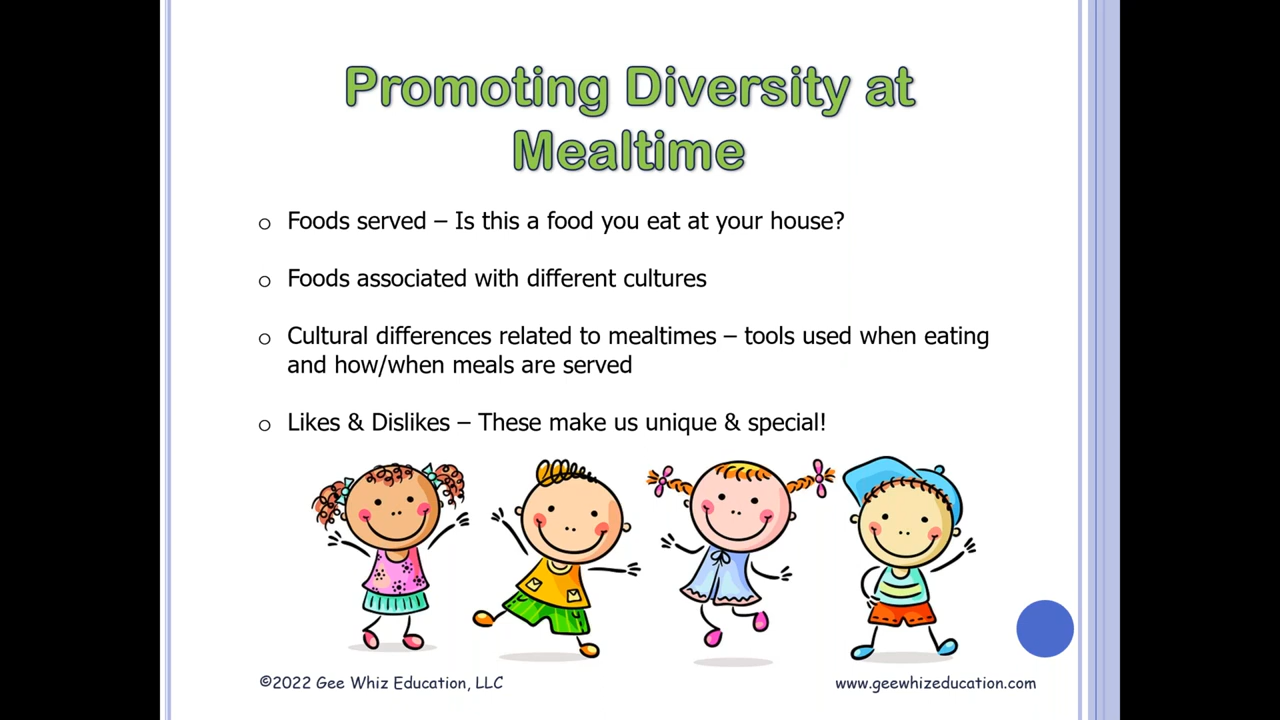 Promoting Diversity at
Mealtime
o Foods served – Is this a food you eat at your house?
o Foods associated with different cultures
o Cultural differences related to mealtimes – tools used when eating
and how/when meals are served
o Likes & Dislikes – These make us unique & special!
©2022 Gee Whiz Education, LLC
www.geewhizeducation.com